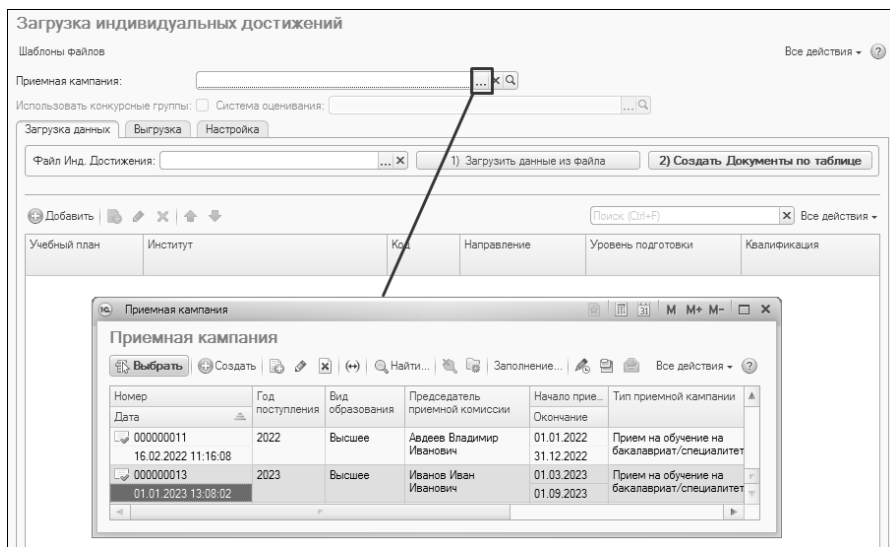 Загрузка индивидуальных достижений
Шаблоны файлов Все действия
Приемная кампания:
Использовать конкурсные группы: Система оценивания:
Загрузка данных Выгрузка Настройка
Файл Инд. Достижения: 1) Загрузить данные из файла 2) Создать Документы по таблице
Добавить Поиск (Ctrl+F) Все действия
Учебный план Институт Код Направление Уровень подготовки Квалификация
Приемная кампания M M+ M-
Приемная кампания
Выбрать Создать Найти... Заполнение... Все действия
Номер Год Вид Председатель Начало прие... Тип приемной кампании
Дата поступления образования приемной комиссии Окончание
000000011 2022 Высшее Авдеев Владимир 01.01.2022 Прием на обучение на
16.02.2022 11:16:08 Иванович 31.12.2022 бакалавриат/специалитет
000000013 2023 Высшее Иванов Иван 01.03.2023 Прием на обучение на
01.01.2023 13:08:02 Иванович 01.09.2023 бакалавриат/специалитет